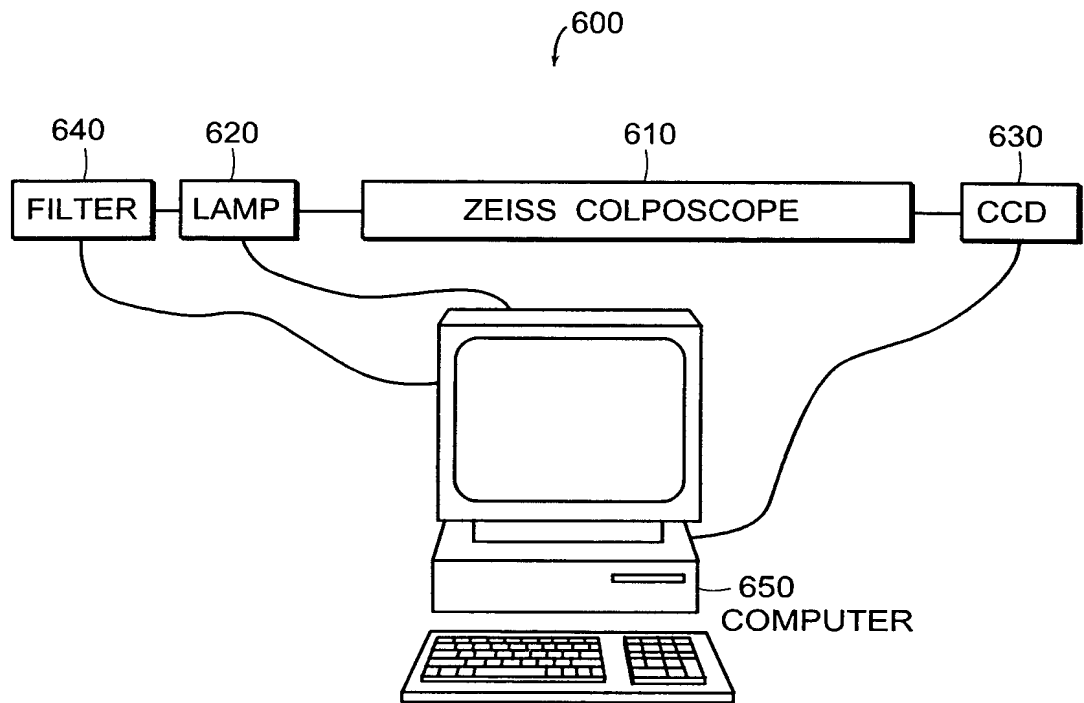 600
640
620
610
630
FILTER
LAMP
ZEISS COLPOSCOPE
CCD
650
COMPUTER